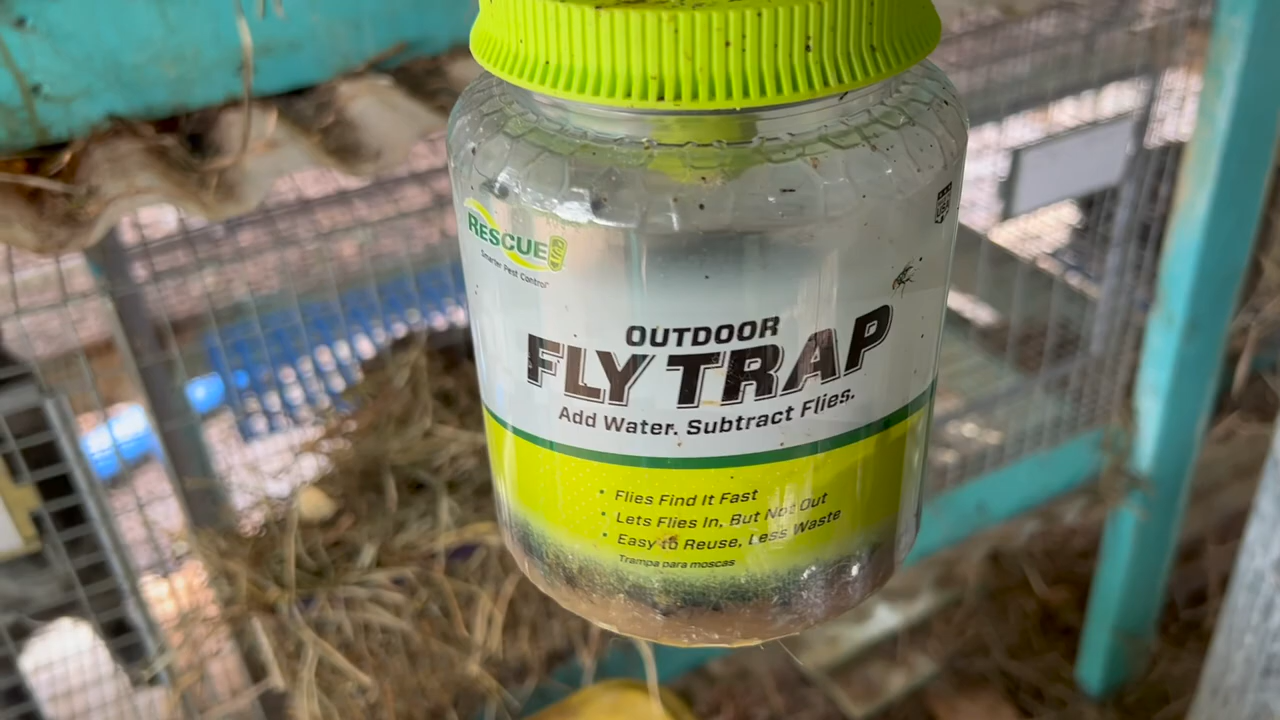 RESCUE!
Smarter Pest Control
USA
OUTDOOR
FLY TRAP
Add Water. Subtract Flies.
• Flies Find It Fast
• Lets Flies In, But Not Out
• Easy to Reuse, Less Waste
Trampa para moscas